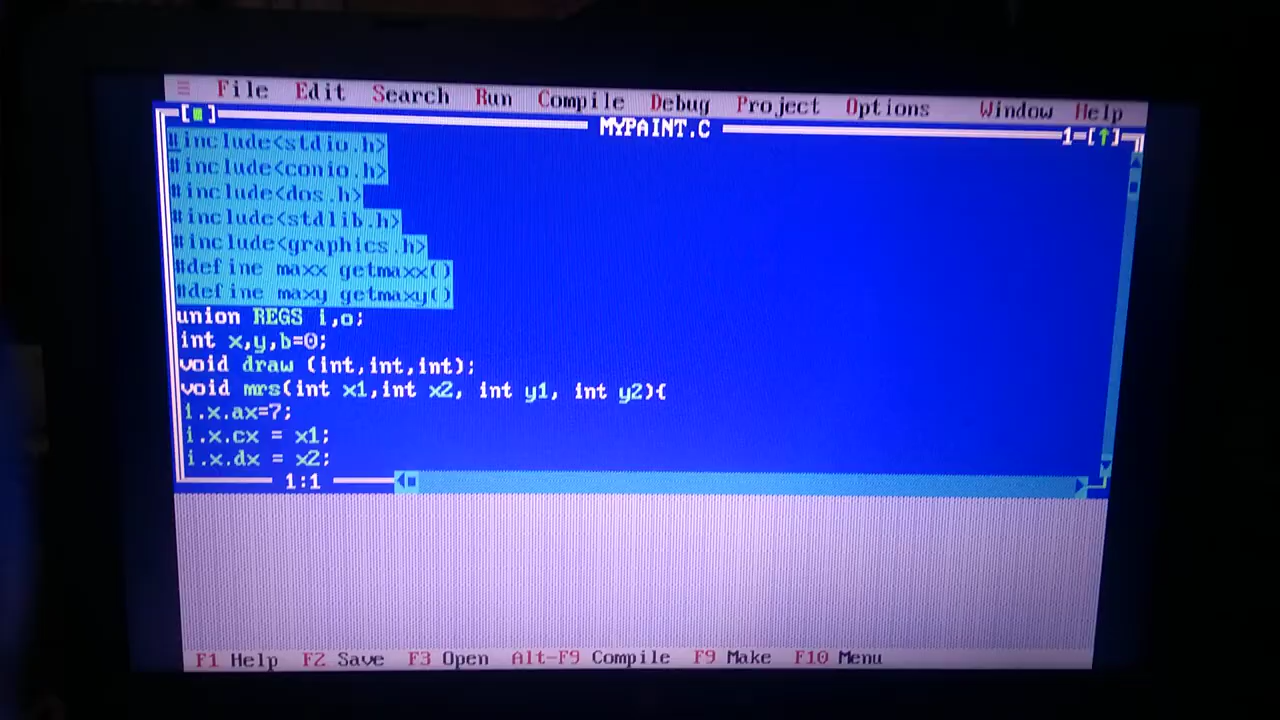 ≡ File Edit Search Run Compile Debug Project Options Window Help
[■] MYPAINT.C 1=[↑]
#include<stdio.h>
#include<conio.h>
#include<dos.h>
#include<stdlib.h>
#include<graphics.h>
#define maxx getmaxx()
#define maxy getmaxy()
union REGS i,o;
int x,y,b=0;
void draw (int,int,int);
void mrs(int x1,int x2, int y1, int y2){
i.x.ax=7;
i.x.cx = x1;
i.x.dx = x2;
1:1
F1 Help F2 Save F3 Open Alt-F9 Compile F9 Make F10 Menu